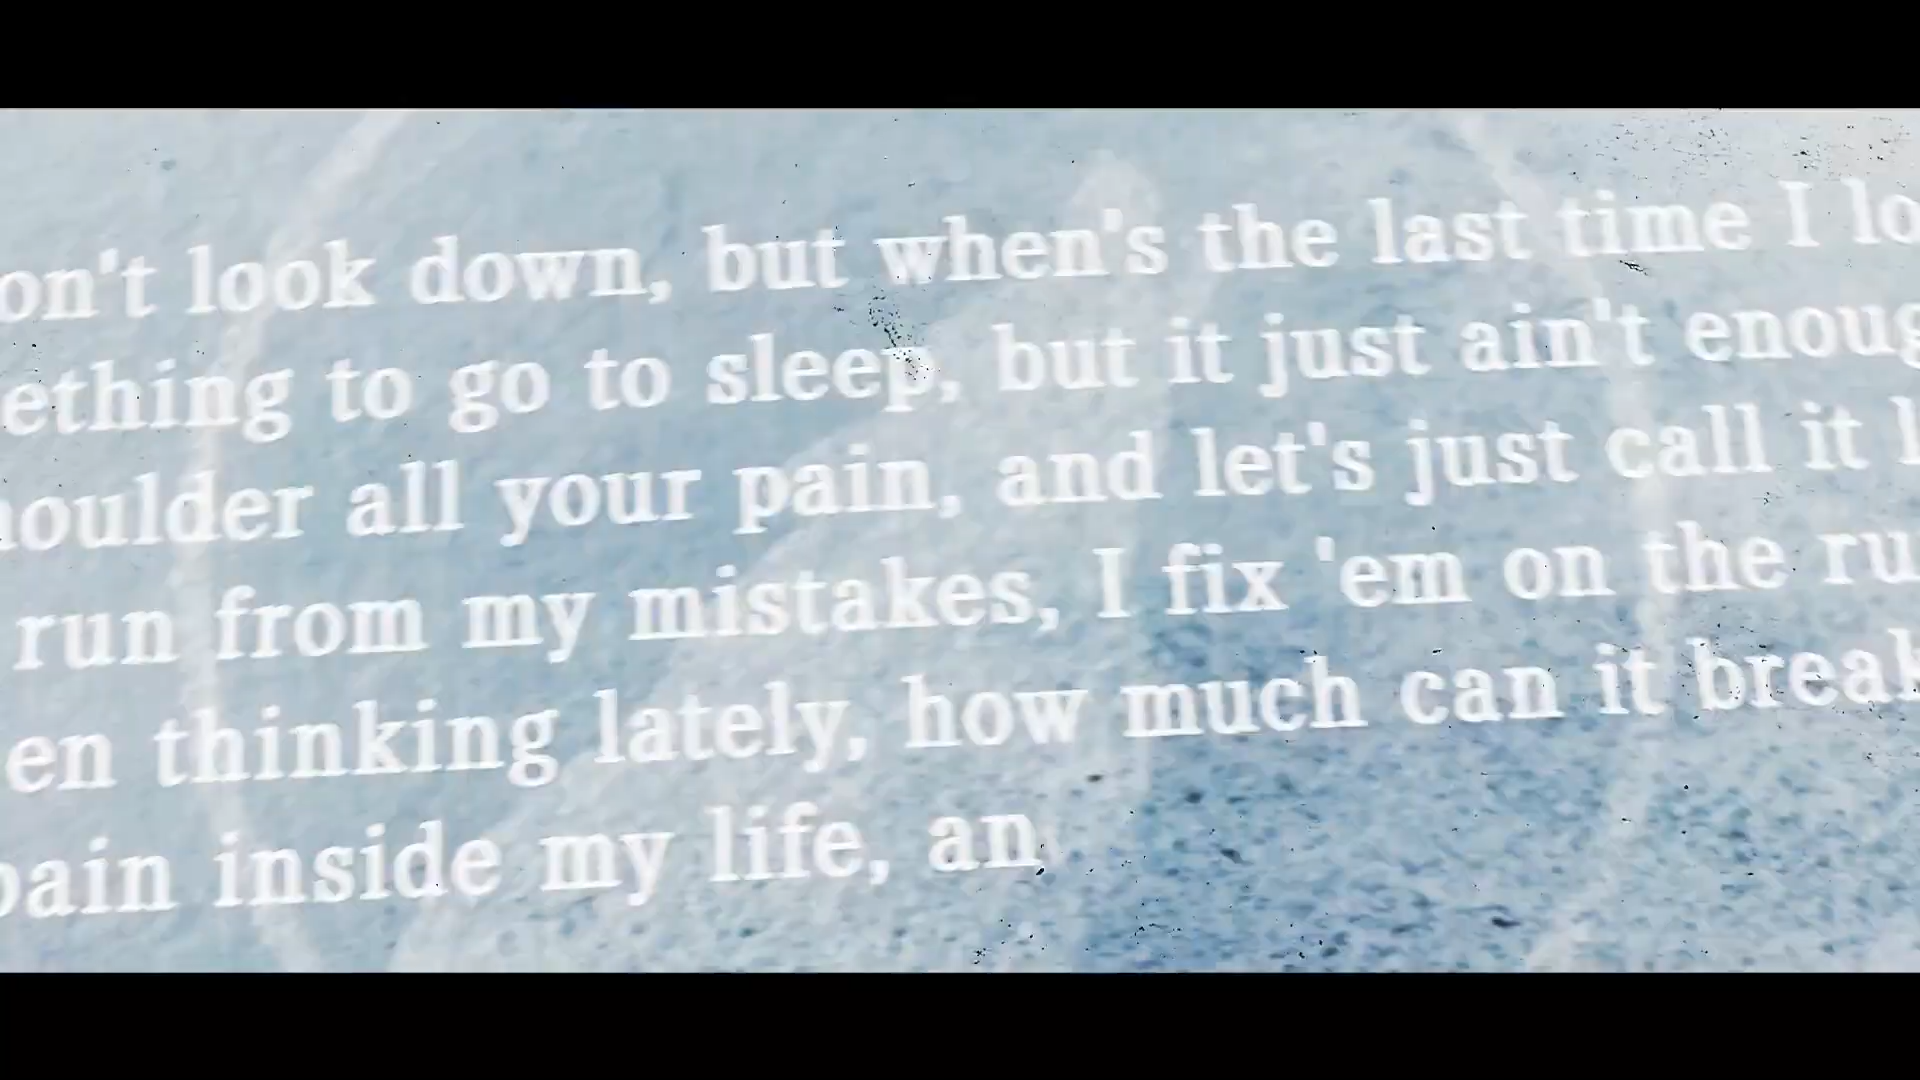 on't look down, but when's the last time I lo
ething to go to sleep, but it just ain't enoug
houlder all your pain, and let's just call it l
run from my mistakes, I fix 'em on the ru
en thinking lately, how much can it break
pain inside my life, an